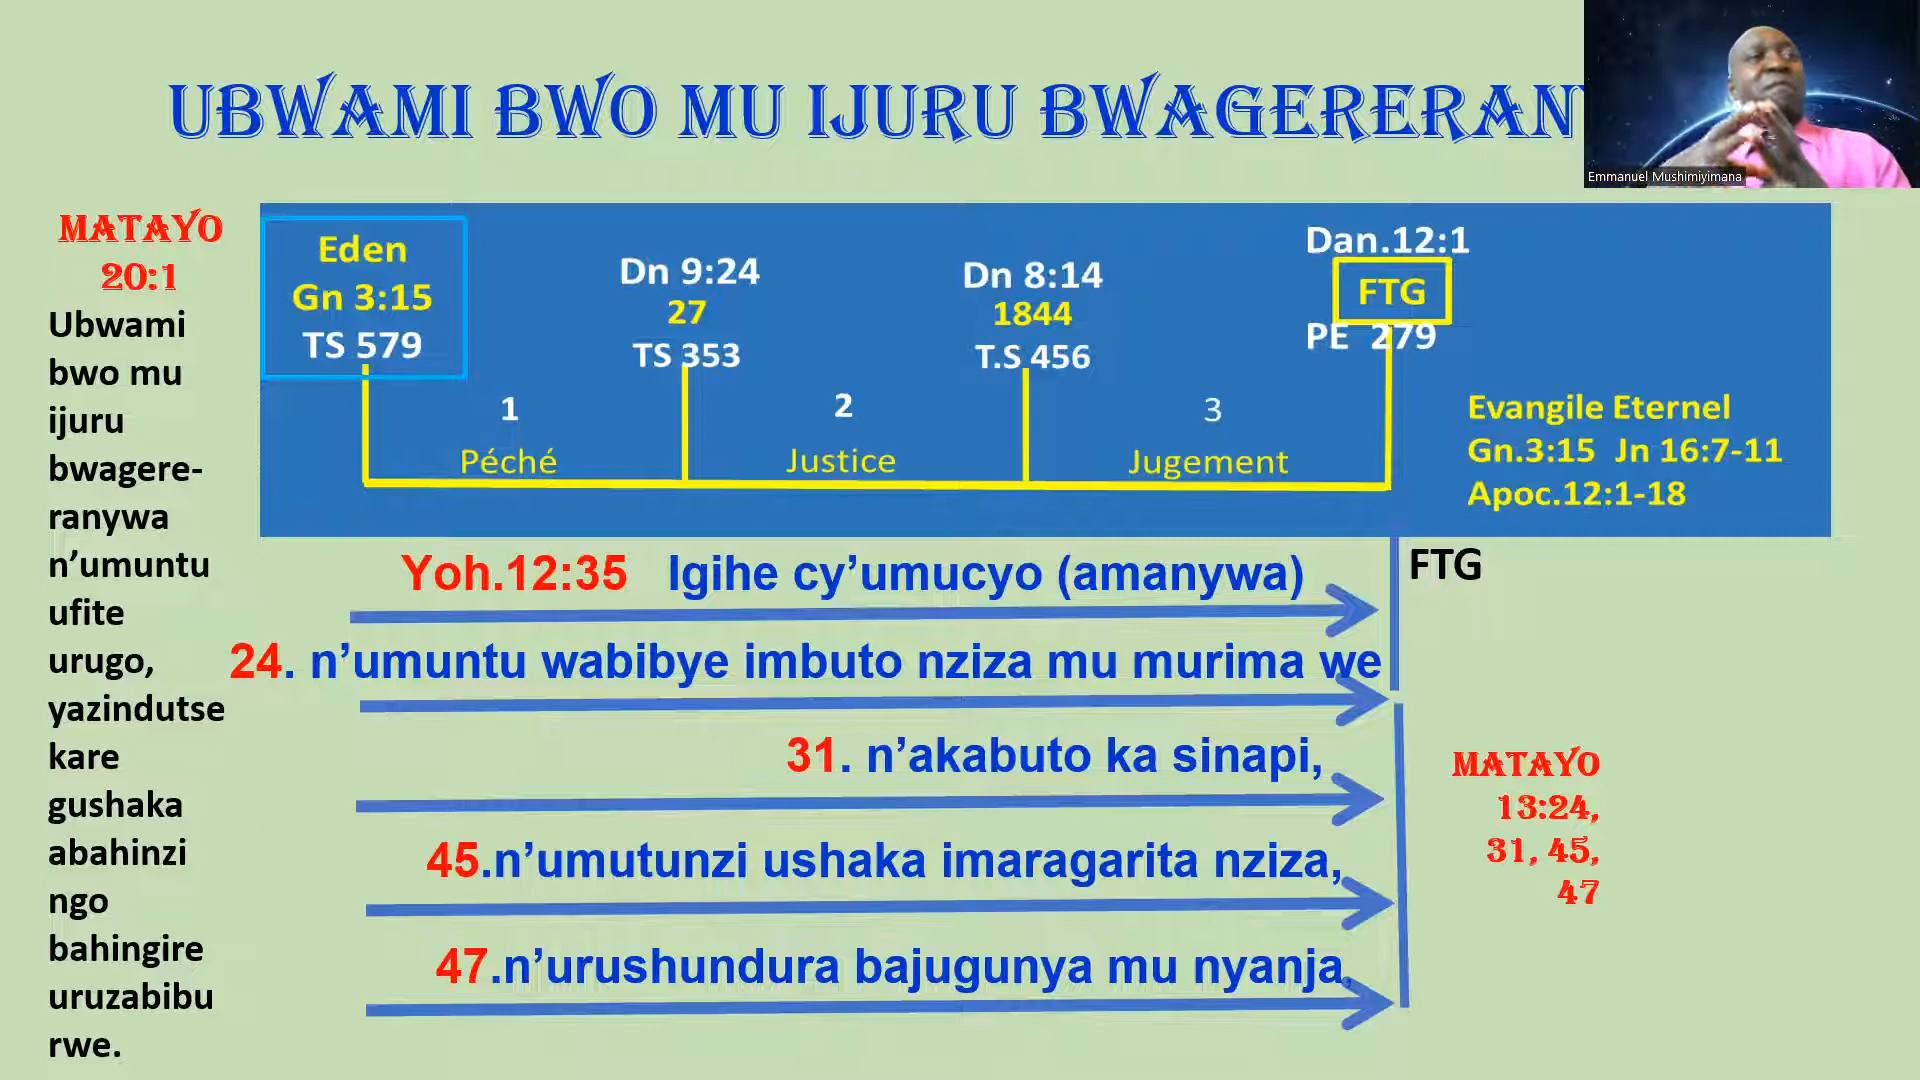 UBWAMI BWO MU IJURU BWAGERERAN
Emmanuel Mushimiyimana
MATAYO
20:1
Ubwami
bwo mu
ijuru
bwagere-
ranywa
n’umuntu
ufite
urugo,
yazindutse
kare
gushaka
abahinzi
ngo
bahingire
uruzabibu
rwe.
Eden
Gn 3:15
TS 579
Dn 9:24
27
TS 353
Dn 8:14
1844
T.S 456
Dan.12:1
FTG
PE 279
1
2
3
Péché
Justice
Jugement
Evangile Eternel
Gn.3:15 Jn 16:7-11
Apoc.12:1-18
Yoh.12:35 Igihe cy’umucyo (amanywa)
FTG
24. n’umuntu wabibye imbuto nziza mu murima we
31. n’akabuto ka sinapi,
45.n’umutunzi ushaka imaragarita nziza,
47.n’urushundura bajugunya mu nyanja,
MATAYO
13:24,
31, 45,
47